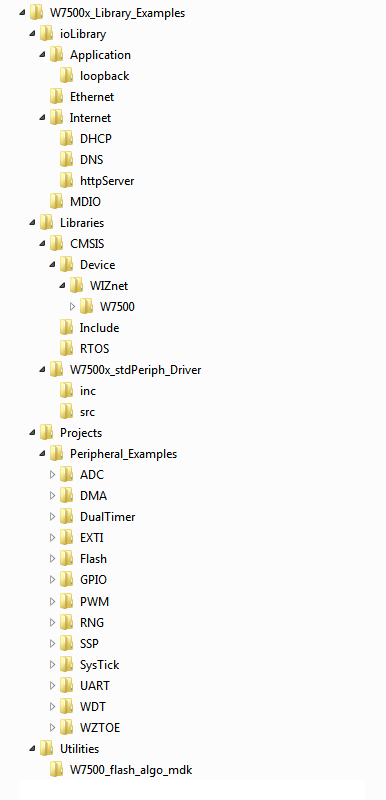 W7500x_Library_Examples
ioLibrary
Application
loopback
Ethernet
Internet
DHCP
DNS
httpServer
MDIO
Libraries
CMSIS
Device
WIZnet
W7500
Include
RTOS
W7500x_stdPeriph_Driver
inc
src
Projects
Peripheral_Examples
ADC
DMA
DualTimer
EXTI
Flash
GPIO
PWM
RNG
SSP
SysTick
UART
WDT
WZTOE
Utilities
W7500_flash_algo_mdk